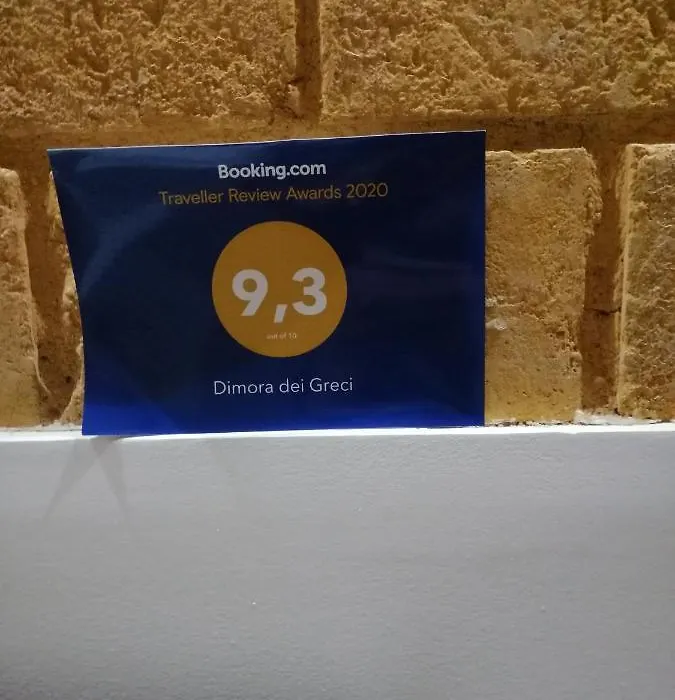 Booking.com
Traveller Review Awards 2020
9,3
out of 10
Dimora dei Greci